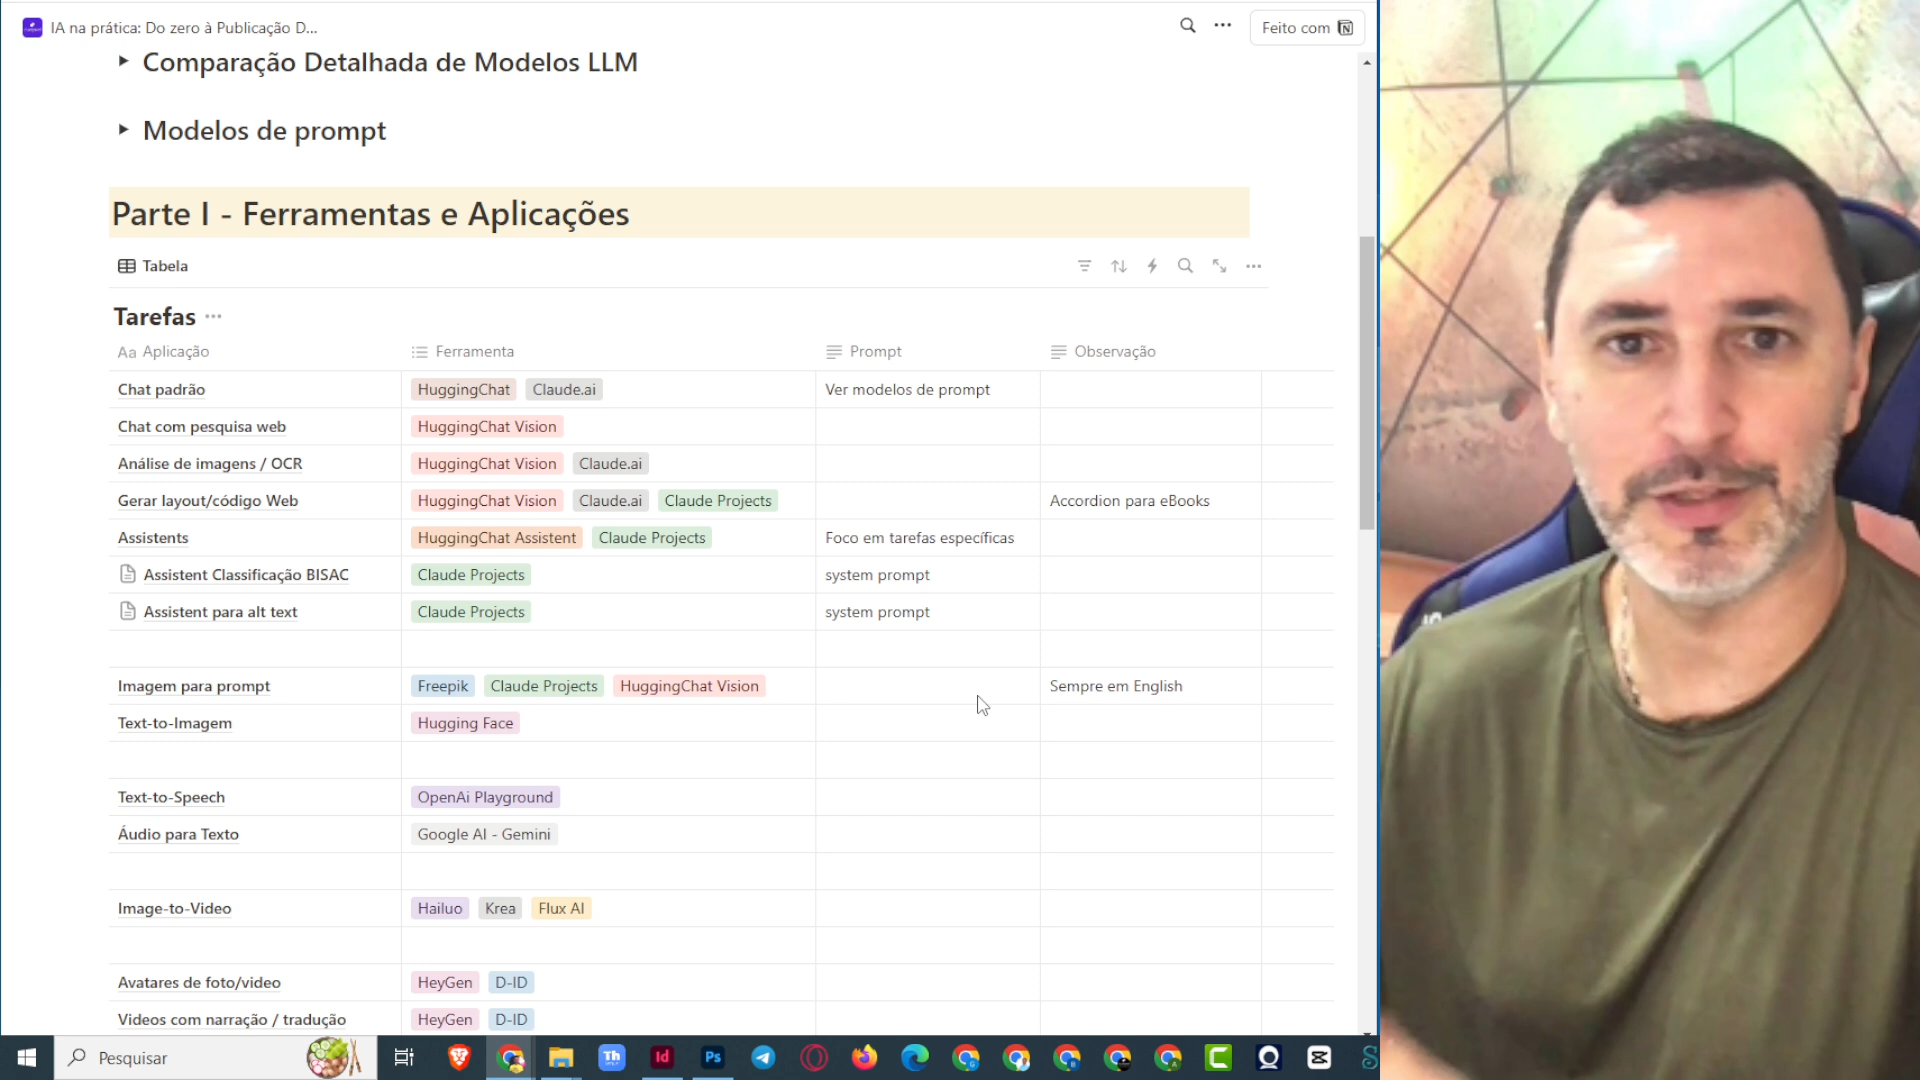 IA na prática: Do zero à Publicação D...
Feito com
Comparação Detalhada de Modelos LLM
Modelos de prompt
Parte I - Ferramentas e Aplicações
Tabela
Tarefas
Aa Aplicação Ferramenta Prompt Observação
Chat padrão HuggingChat Claude.ai Ver modelos de prompt
Chat com pesquisa web HuggingChat Vision
Análise de imagens / OCR HuggingChat Vision Claude.ai
Gerar layout/código Web HuggingChat Vision Claude.ai Claude Projects Accordion para eBooks
Assistents HuggingChat Assistent Claude Projects Foco em tarefas específicas
Assistent Classificação BISAC Claude Projects system prompt
Assistent para alt text Claude Projects system prompt
Imagem para prompt Freepik Claude Projects HuggingChat Vision Sempre em English
Text-to-Imagem Hugging Face
Text-to-Speech OpenAi Playground
Áudio para Texto Google AI - Gemini
Image-to-Video Hailuo Krea Flux AI
Avatares de foto/video HeyGen D-ID
Videos com narração / tradução HeyGen D-ID
Pesquisar
Th
Id
Ps